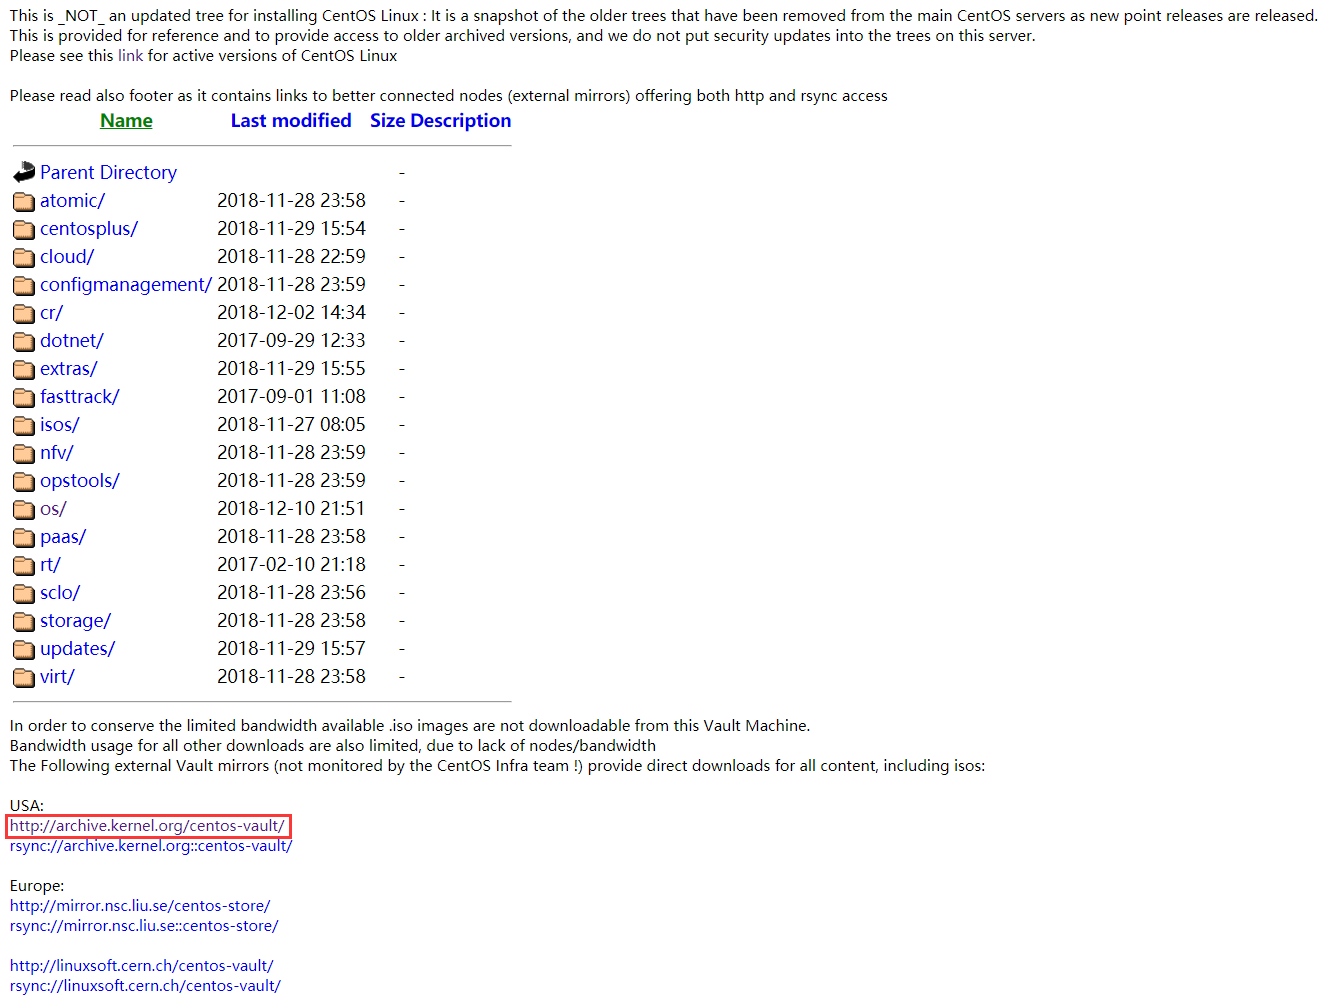 This is _NOT_ an updated tree for installing CentOS Linux : It is a snapshot of the older trees that have been removed from the main CentOS servers as new point releases are released.
This is provided for reference and to provide access to older archived versions, and we do not put security updates into the trees on this server.
Please see this link for active versions of CentOS Linux
Please read also footer as it contains links to better connected nodes (external mirrors) offering both http and rsync access
Name Last modified Size Description
Parent Directory -
atomic/ 2018-11-28 23:58 -
centosplus/ 2018-11-29 15:54 -
cloud/ 2018-11-28 22:59 -
configmanagement/ 2018-11-28 23:59 -
cr/ 2018-12-02 14:34 -
dotnet/ 2017-09-29 12:33 -
extras/ 2018-11-29 15:55 -
fasttrack/ 2017-09-01 11:08 -
isos/ 2018-11-27 08:05 -
nfv/ 2018-11-28 23:59 -
opstools/ 2018-11-28 23:59 -
os/ 2018-12-10 21:51 -
paas/ 2018-11-28 23:58 -
rt/ 2017-02-10 21:18 -
sclo/ 2018-11-28 23:56 -
storage/ 2018-11-28 23:58 -
updates/ 2018-11-29 15:57 -
virt/ 2018-11-28 23:58 -
In order to conserve the limited bandwidth available .iso images are not downloadable from this Vault Machine.
Bandwidth usage for all other downloads are also limited, due to lack of nodes/bandwidth
The Following external Vault mirrors (not monitored by the CentOS Infra team !) provide direct downloads for all content, including isos:
USA:
http://archive.kernel.org/centos-vault/
rsync://archive.kernel.org::centos-vault/
Europe:
http://mirror.nsc.liu.se/centos-store/
rsync://mirror.nsc.liu.se::centos-store/
http://linuxsoft.cern.ch/centos-vault/
rsync://linuxsoft.cern.ch/centos-vault/